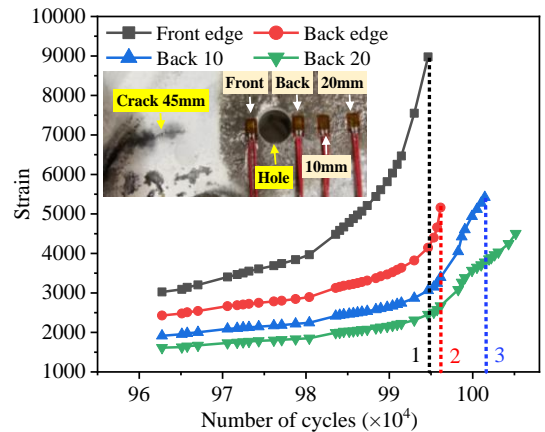 Front edge Back edge
Back 10 Back 20
Front Back 20mm
Crack 45mm
Hole
10mm
9000
8000
7000
6000
5000
4000
3000
2000
1000
Strain
1 2 3
96 97 98 99 100
Number of cycles (×10⁴)